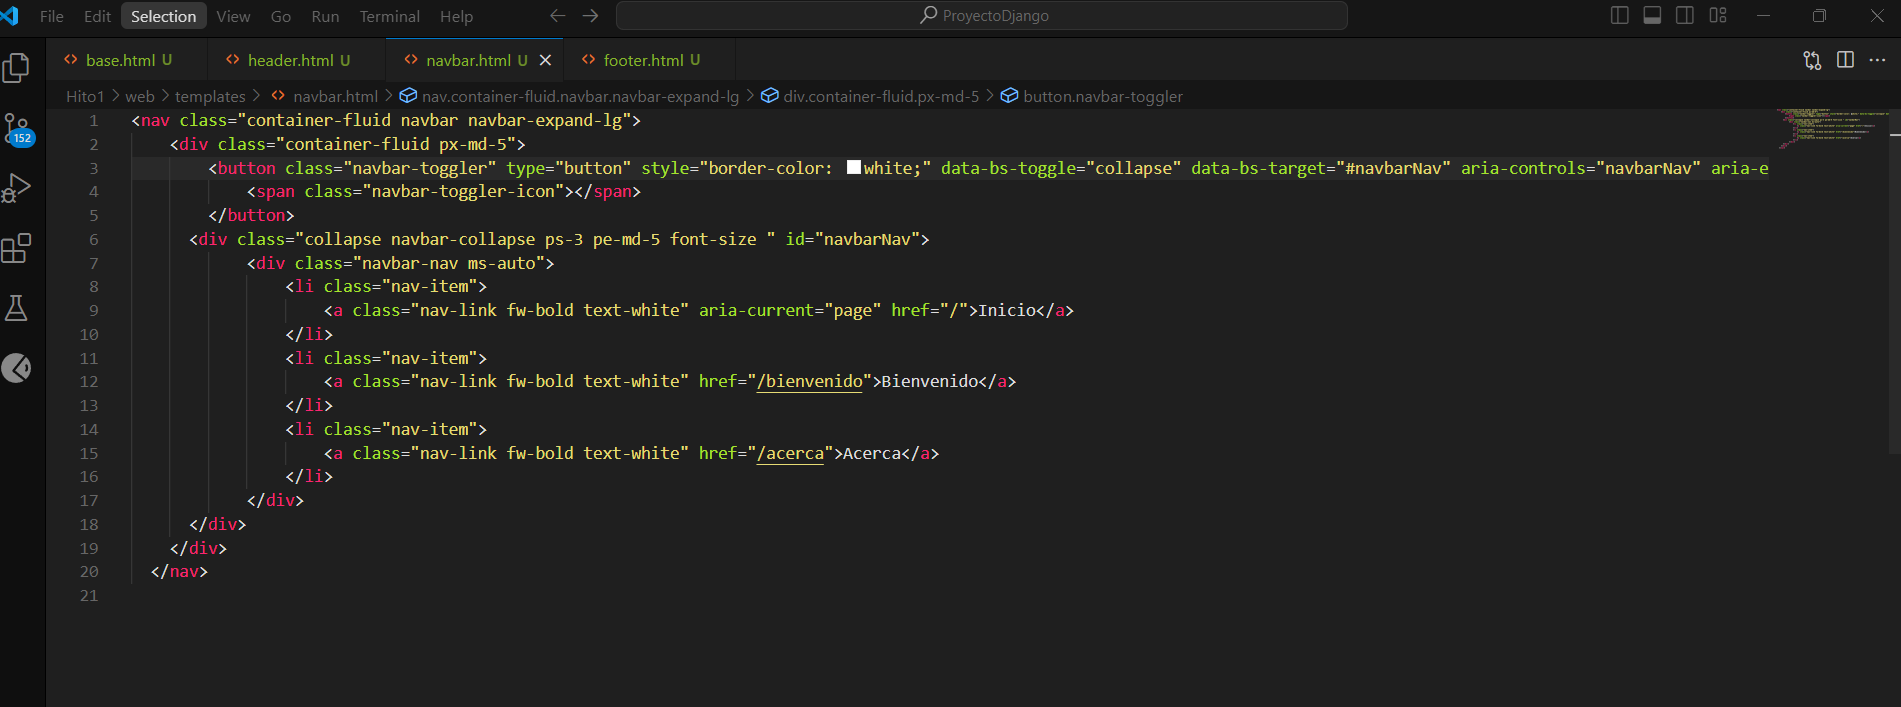 File Edit Selection View Go Run Terminal Help ProyectoDjango
base.html U header.html U navbar.html U footer.html U
Hito1 > web > templates > navbar.html > nav.container-fluid.navbar.navbar-expand-lg > div.container-fluid.px-md-5 > button.navbar-toggler
152
1 <nav class="container-fluid navbar navbar-expand-lg">
2 <div class="container-fluid px-md-5">
3 <button class="navbar-toggler" type="button" style="border-color: white;" data-bs-toggle="collapse" data-bs-target="#navbarNav" aria-controls="navbarNav" aria-e
4 <span class="navbar-toggler-icon"></span>
5 </button>
6 <div class="collapse navbar-collapse ps-3 pe-md-5 font-size " id="navbarNav">
7 <div class="navbar-nav ms-auto">
8 <li class="nav-item">
9 <a class="nav-link fw-bold text-white" aria-current="page" href="/">Inicio</a>
10 </li>
11 <li class="nav-item">
12 <a class="nav-link fw-bold text-white" href="/bienvenido">Bienvenido</a>
13 </li>
14 <li class="nav-item">
15 <a class="nav-link fw-bold text-white" href="/acerca">Acerca</a>
16 </li>
17 </div>
18 </div>
19 </div>
20 </nav>
21